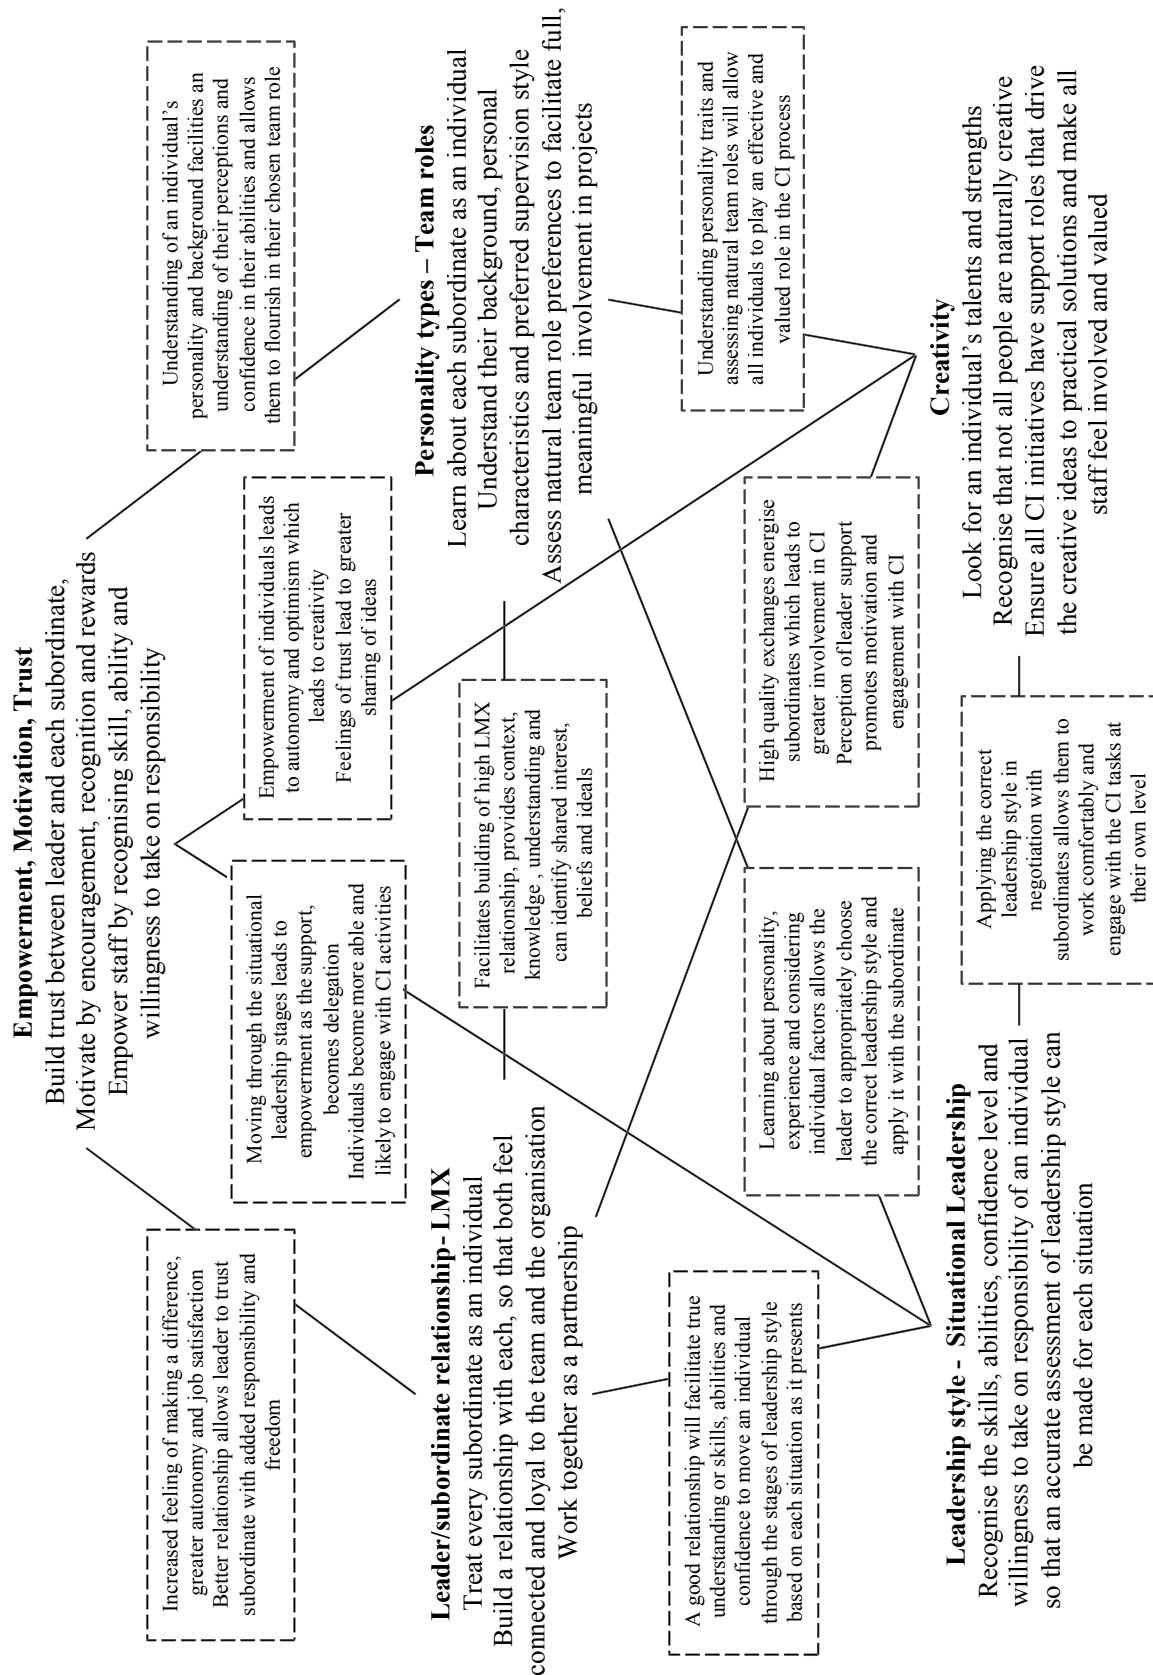 Empowerment, Motivation, Trust
Build trust between leader and each subordinate,
Motivate by encouragement, recognition and rewards
Empower staff by recognising skill, ability and
willingness to take on responsibility
Increased feeling of making a difference,
greater autonomy and job satisfaction
Better relationship allows leader to trust
subordinate with added responsibility and
freedom
Understanding of an individual's
personality and background facilities an
understanding of their perceptions and
confidence in their abilities and allows
them to flourish in their chosen team role
Moving through the situational
leadership stages leads to
empowerment as the support,
becomes delegation
Individuals become more able and
likely to engage with CI activities
Empowerment of individuals leads
to autonomy and optimism which
leads to creativity
Feelings of trust lead to greater
sharing of ideas
Leader/subordinate relationship- LMX
Treat every subordinate as an individual
Build a relationship with each, so that both feel
connected and loyal to the team and the organisation
Work together as a partnership
Facilitates building of high LMX
relationship, provides context,
knowledge , understanding and
can identify shared interest,
beliefs and ideals
Personality types – Team roles
Learn about each subordinate as an individual
Understand their background, personal
characteristics and preferred supervision style
Assess natural team role preferences to facilitate full,
meaningful involvement in projects
A good relationship will facilitate true
understanding or skills, abilities and
confidence to move an individual
through the stages of leadership style
based on each situation as it presents
Learning about personality,
experience and considering
individual factors allows the
leader to appropriately choose
the correct leadership style and
apply it with the subordinate
High quality exchanges energise
subordinates which leads to
greater involvement in CI
Perception of leader support
promotes motivation and
engagement with CI
Understanding personality traits and
assessing natural team roles will allow
all individuals to play an effective and
valued role in the CI process
Leadership style - Situational Leadership
Recognise the skills, abilities, confidence level and
willingness to take on responsibility of an individual
so that an accurate assessment of leadership style can
be made for each situation
Applying the correct
leadership style in
negotiation with
subordinates allows them to
work comfortably and
engage with the CI tasks at
their own level
Creativity
Look for an individual's talents and strengths
Recognise that not all people are naturally creative
Ensure all CI initiatives have support roles that drive
the creative ideas to practical solutions and make all
staff feel involved and valued